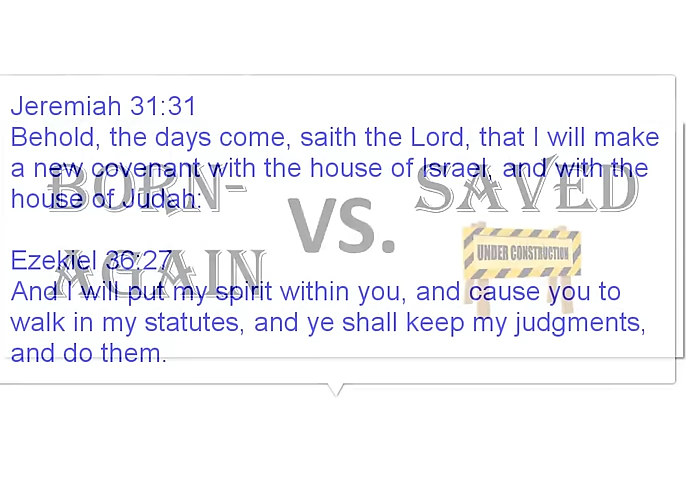 Jeremiah 31:31
Behold, the days come, saith the Lord, that I will make
a new covenant with the house of Israel, and with the
house of Judah:
Ezekiel 36:27
And I will put my spirit within you, and cause you to
walk in my statutes, and ye shall keep my judgments,
and do them.
BORN-
AGAIN
VS.
SAVED
UNDER CONSTRUCTION